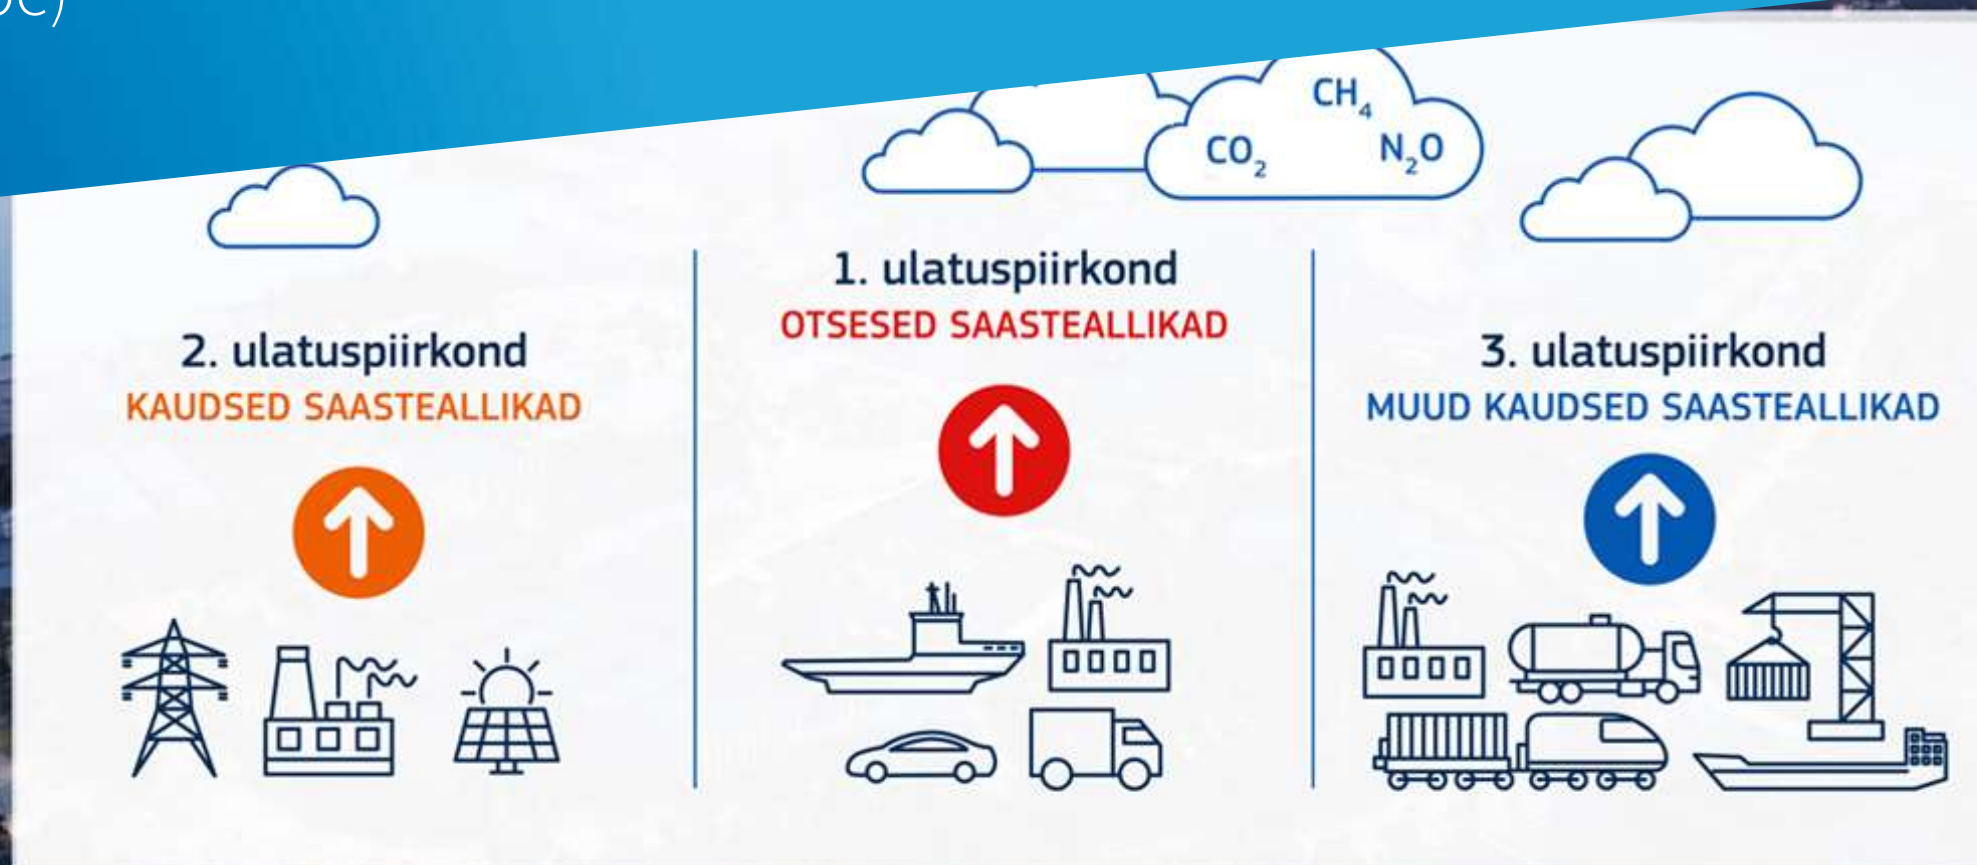 CH₄
CO₂
N₂O
2. ulatuspiirkond
KAUDSED SAASTEALLIKAD
1. ulatuspiirkond
OTSESED SAASTEALLIKAD
3. ulatuspiirkond
MUUD KAUDSED SAASTEALLIKAD